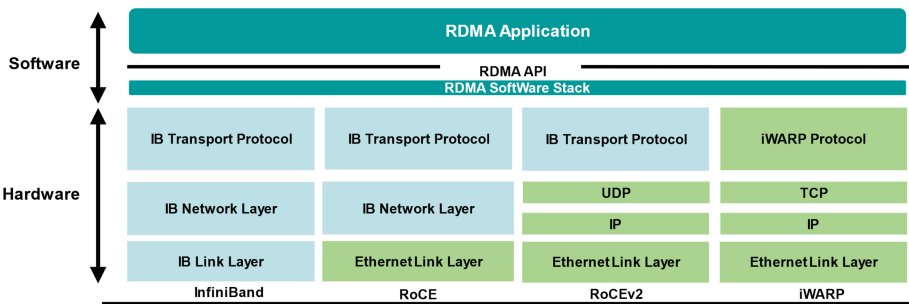 RDMA Application
Software
RDMA API
RDMA SoftWare Stack
IB Transport Protocol IB Transport Protocol IB Transport Protocol iWARP Protocol
Hardware
UDP TCP
IB Network Layer IB Network Layer
IP IP
IB Link Layer Ethernet Link Layer Ethernet Link Layer Ethernet Link Layer
InfiniBand RoCE RoCEv2 iWARP